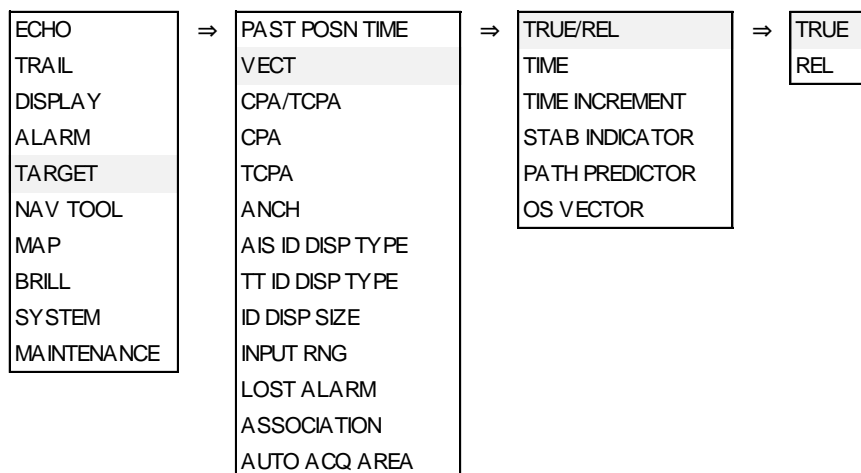 ECHO ⇒ PAST POSN TIME ⇒ TRUE/REL ⇒ TRUE
TRAIL VECT TIME REL
DISPLAY CPA/TCPA TIME INCREMENT
ALARM CPA STAB INDICATOR
TARGET TCPA PATH PREDICTOR
NAV TOOL ANCH OS VECTOR
MAP AIS ID DISP TYPE
BRILL TT ID DISP TYPE
SYSTEM ID DISP SIZE
MAINTENANCE INPUT RNG
LOST ALARM
ASSOCIATION
AUTO ACQ AREA